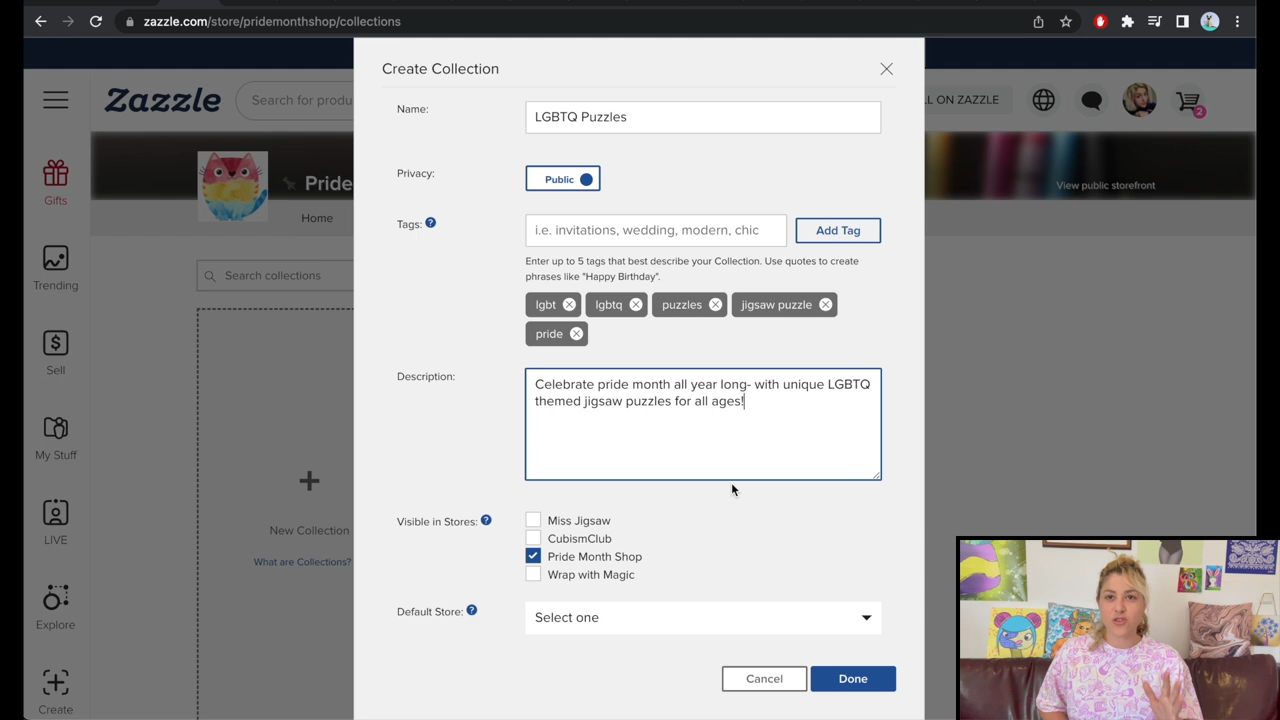 zazzle.com/store/pridemonthshop/collections
Create Collection
Zazzle
Search for produ
LL ON ZAZZLE
2
Name:
LGBTQ Puzzles
Privacy:
Public
Gifts
Pride
View public storefront
Home
Tags: ?
i.e. invitations, wedding, modern, chic
Add Tag
Enter up to 5 tags that best describe your Collection. Use quotes to create
phrases like "Happy Birthday".
Search collections
Trending
lgbt lgbtq puzzles jigsaw puzzle
pride
Sell
Description:
Celebrate pride month all year long- with unique LGBTQ
themed jigsaw puzzles for all ages!
My Stuff
New Collection
What are Collections?
LIVE
Visible in Stores: ?
Miss Jigsaw
CubismClub
Pride Month Shop
Wrap with Magic
Explore
Default Store: ?
Select one
Create
Cancel
Done